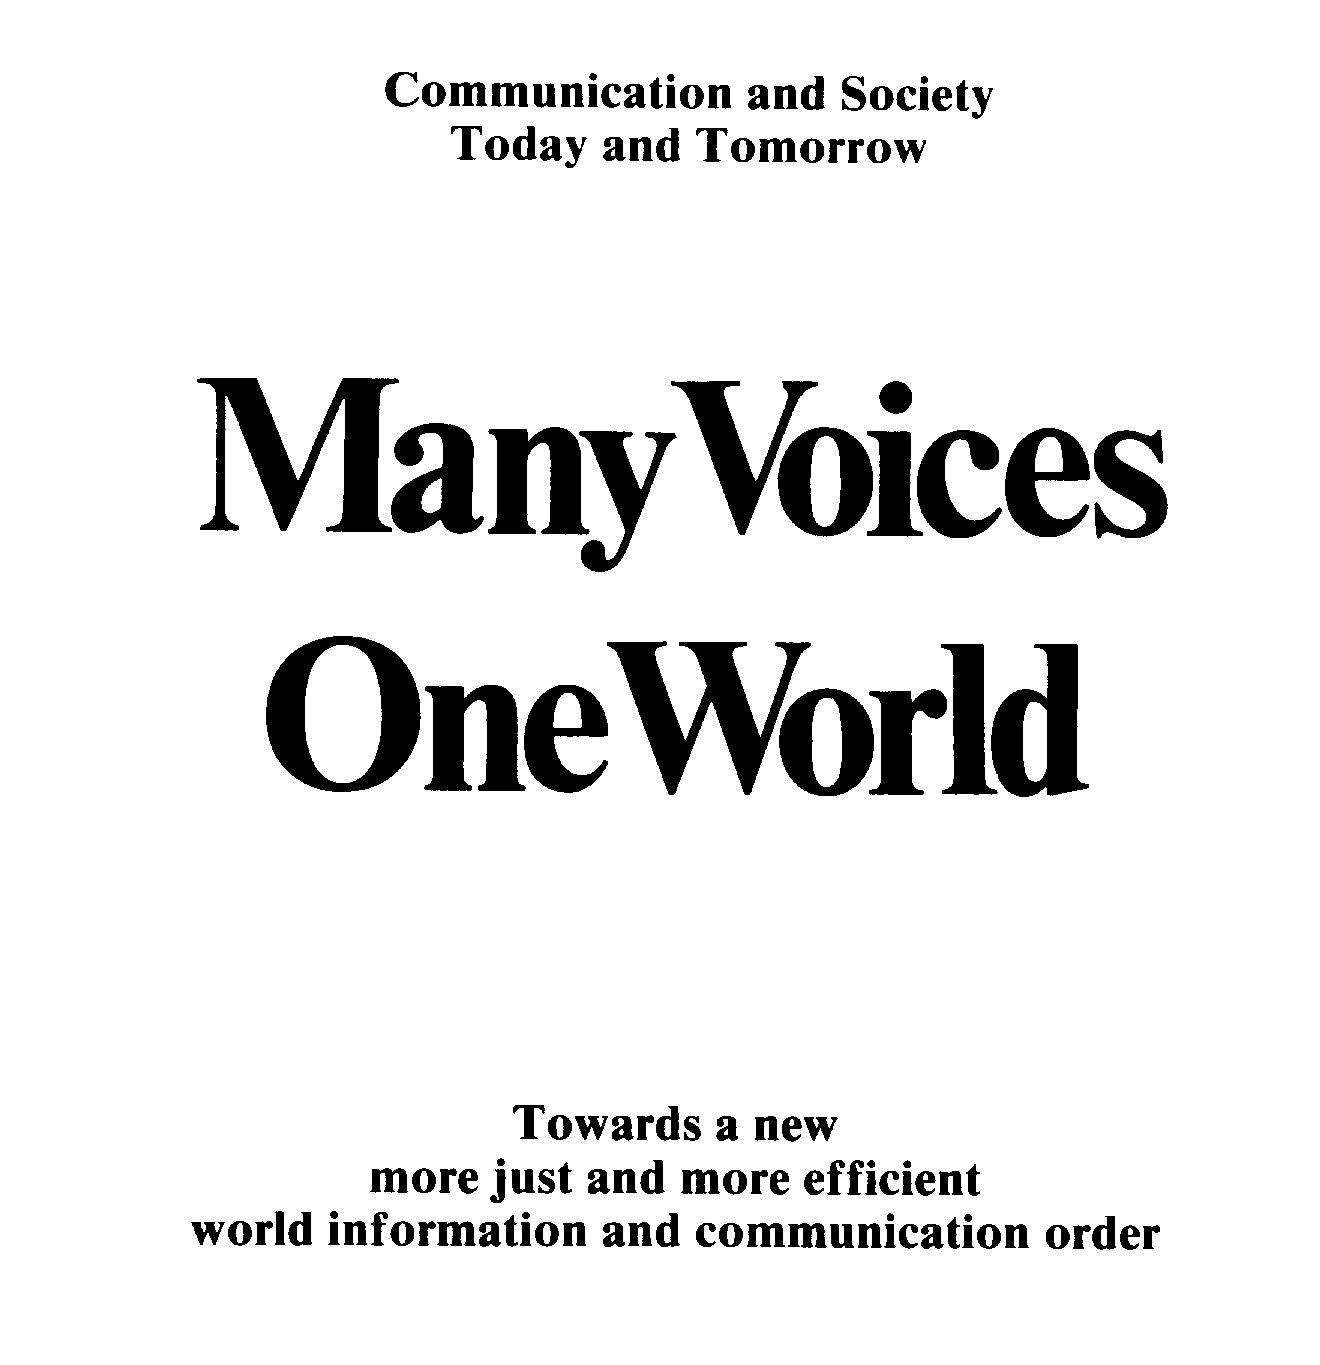 Communication and Society
Today and Tomorrow
Many Voices
One World
Towards a new
more just and more efficient
world information and communication order